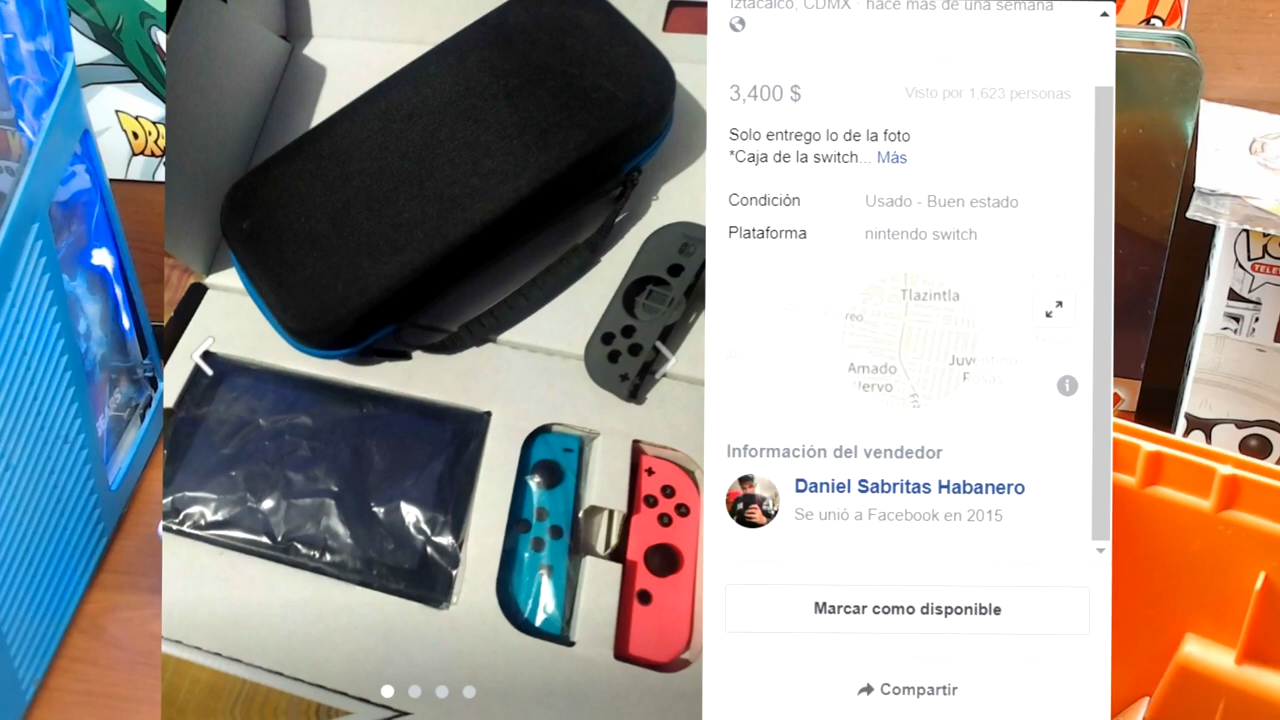 Iztacalco, CDMX · hace más de una semana
3,400 $
Visto por 1,623 personas
Solo entrego lo de la foto
*Caja de la switch... Más
Condición
Usado - Buen estado
Plataforma
nintendo switch
Tlazintla
Amado
Nervo
Juventino
Rosas
Información del vendedor
Daniel Sabritas Habanero
Se unió a Facebook en 2015
Marcar como disponible
Compartir